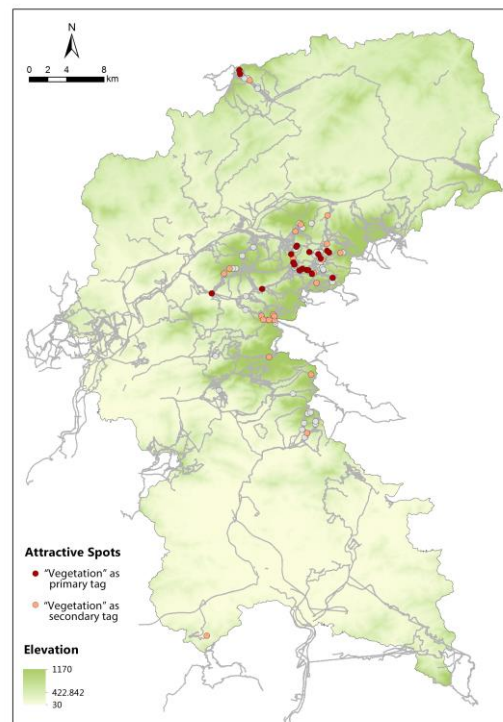 N
0 2 4 8
km
Attractive Spots
"Vegetation" as
primary tag
"Vegetation" as
secondary tag
Elevation
1170
422.842
30